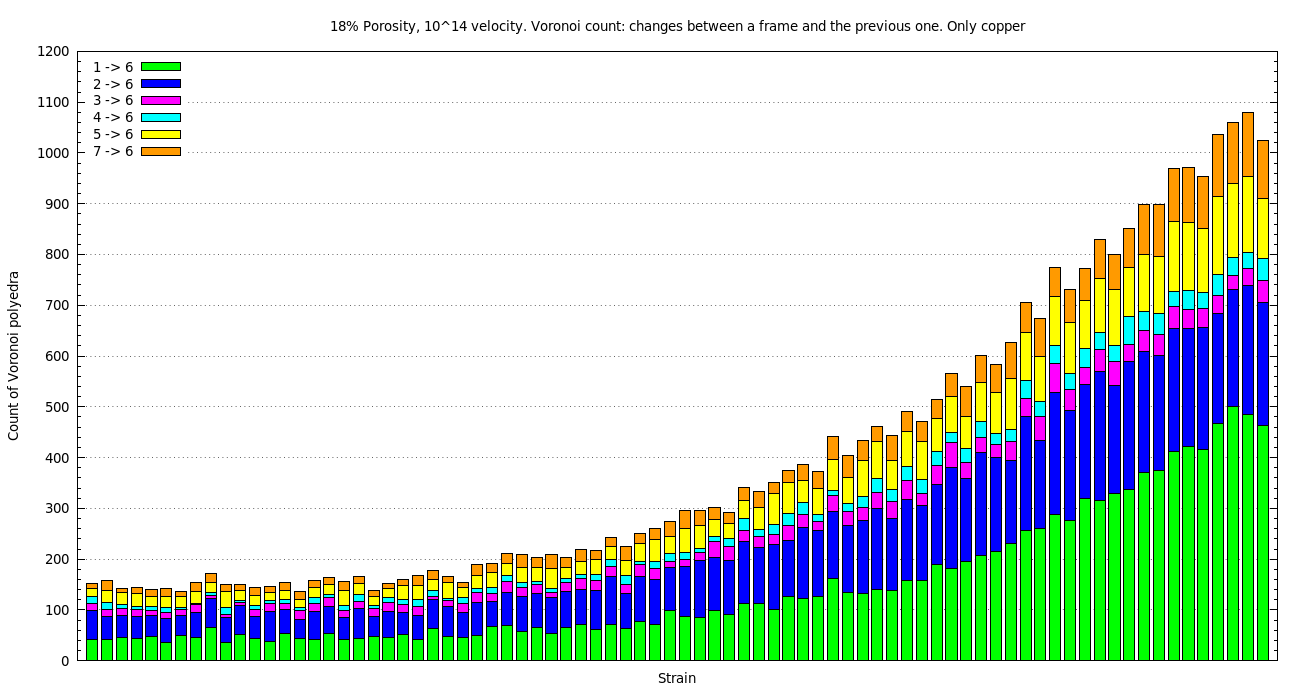 18% Porosity, 10^14 velocity. Voronoi count: changes between a frame and the previous one. Only copper
1200
1100
1000
900
800
700
600
500
400
300
200
100
0
1 -> 6
2 -> 6
3 -> 6
4 -> 6
5 -> 6
7 -> 6
Count of Voronoi polyedra
Strain